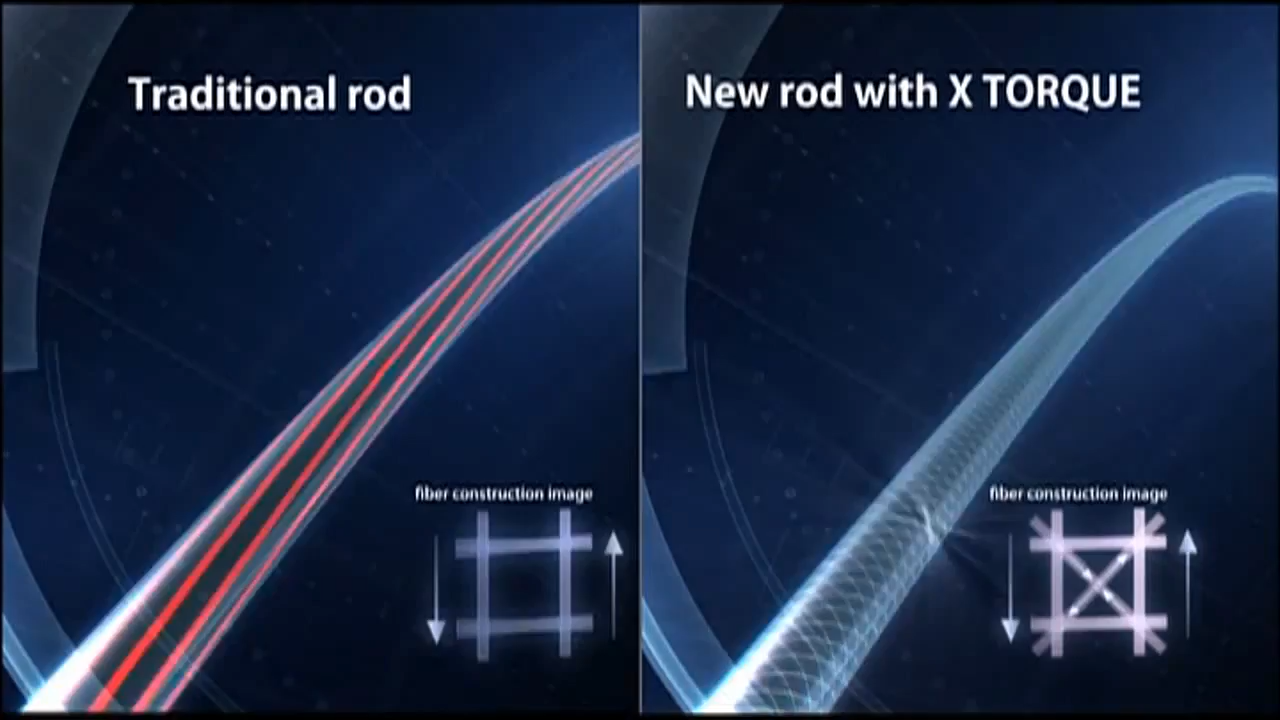 Traditional rod
New rod with X TORQUE
fiber construction image
fiber construction image